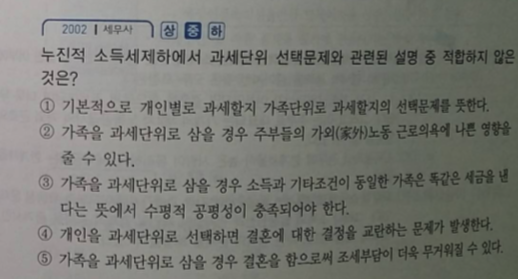 2002 | 세무사 상 중 하
누진적 소득세제하에서 과세단위 선택문제와 관련된 설명 중 적합하지 않은
것은?
① 기본적으로 개인별로 과세할지 가족단위로 과세할지의 선택문제를 뜻한다.
② 가족을 과세단위로 삼을 경우 주부들의 가외(家外)노동 근로의욕에 나쁜 영향을
줄 수 있다.
③ 가족을 과세단위로 삼을 경우 소득과 기타조건이 동일한 가족은 똑같은 세금을 낸
다는 뜻에서 수평적 공평성이 충족되어야 한다.
④ 개인을 과세단위로 선택하면 결혼에 대한 결정을 교란하는 문제가 발생한다.
⑤ 가족을 과세단위로 삼을 경우 결혼을 함으로써 조세부담이 더욱 무거워질 수 있다.